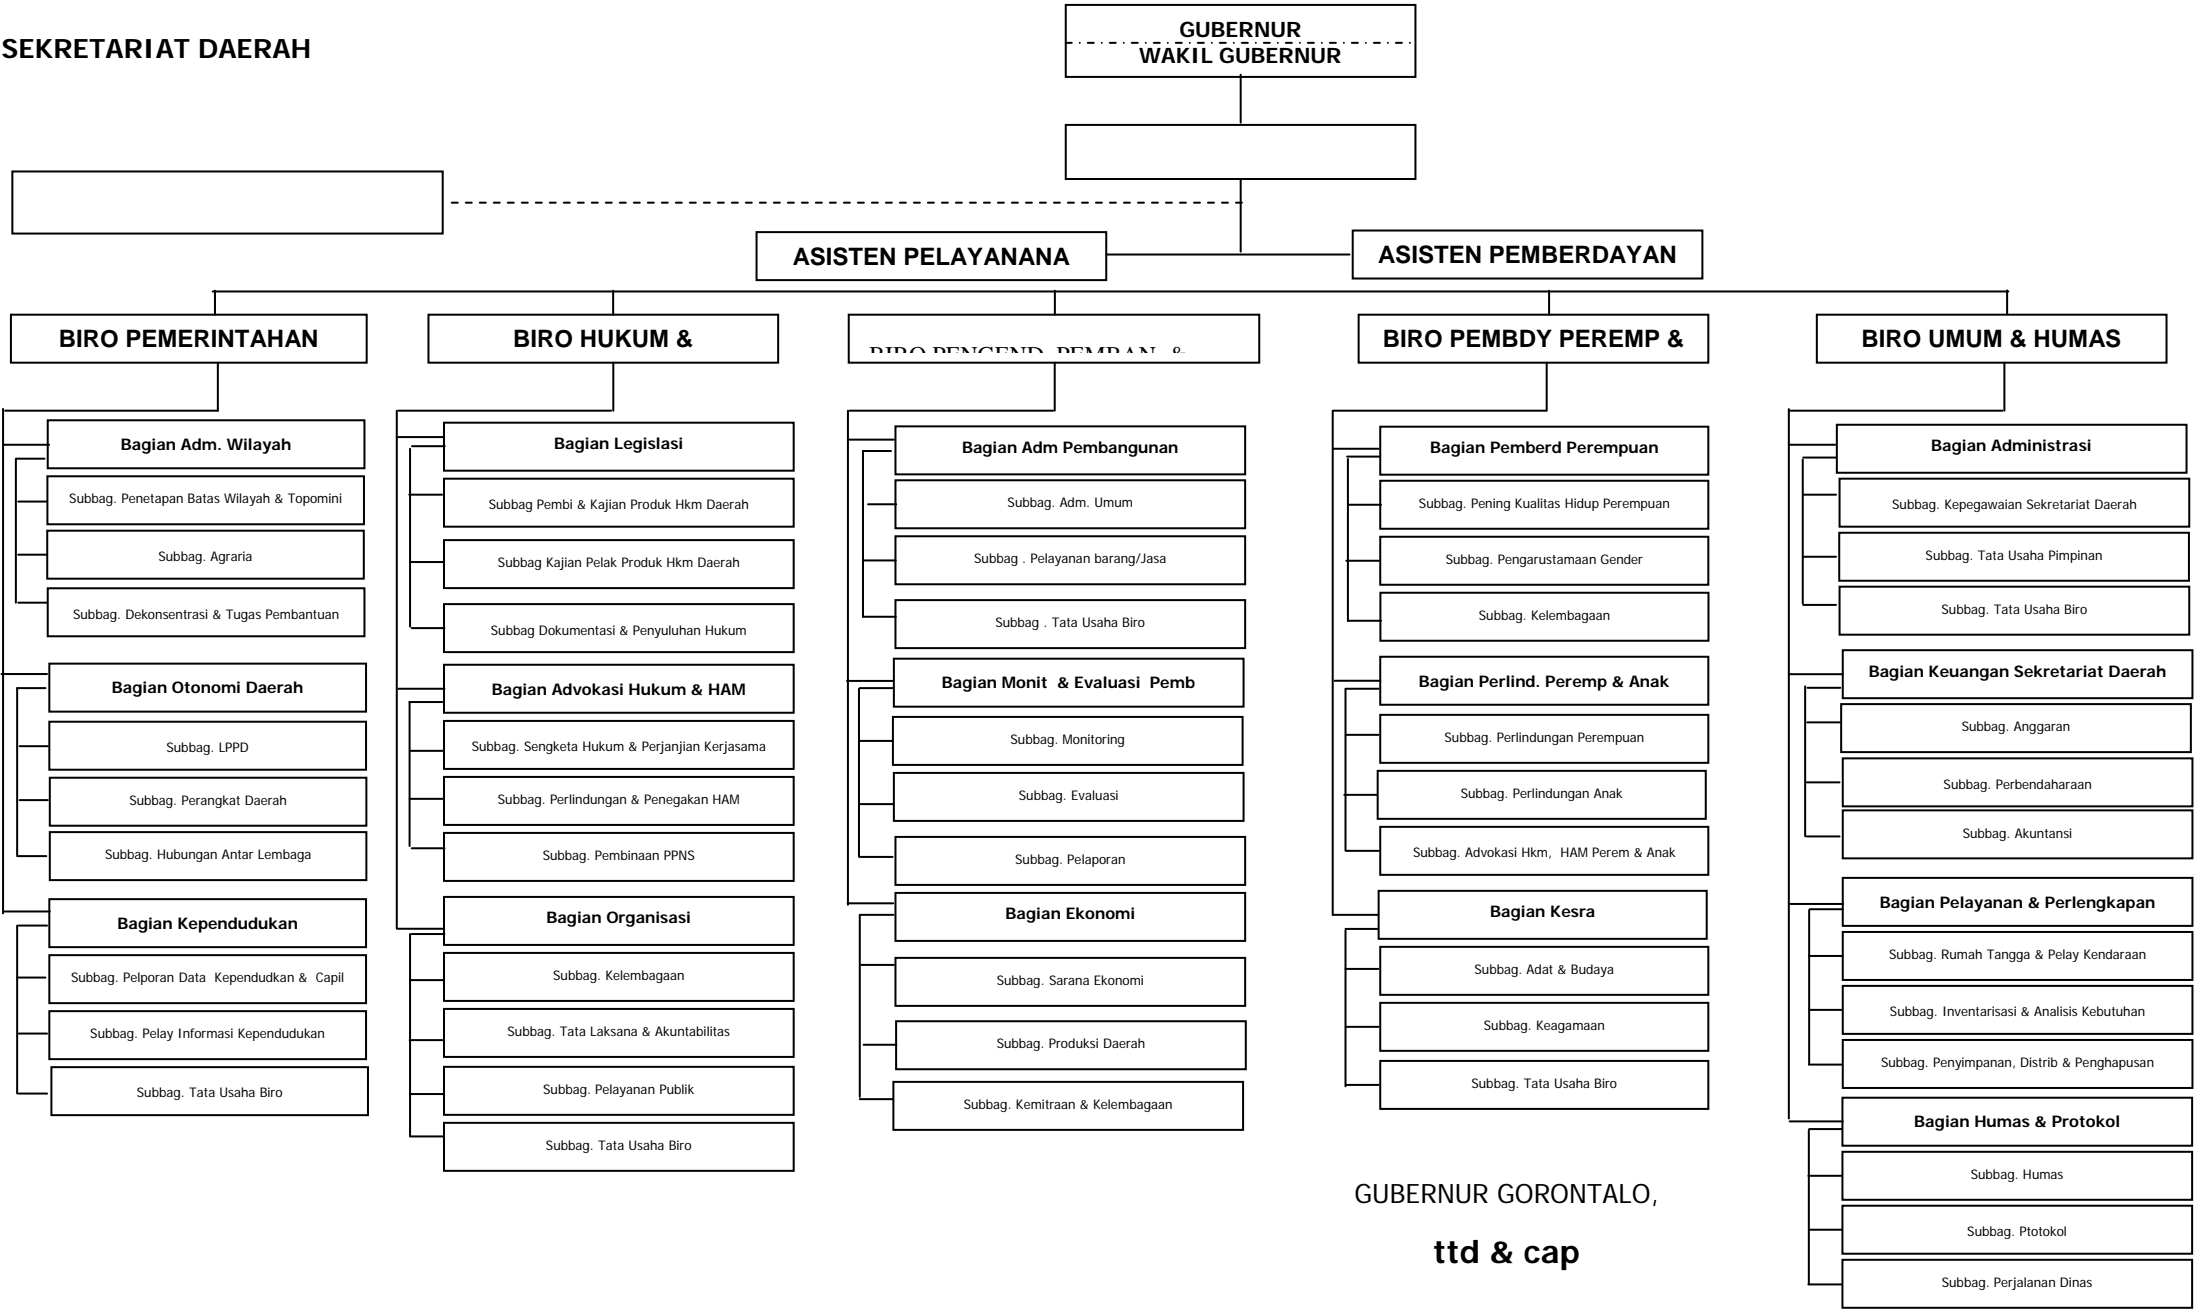 SEKRETARIAT DAERAH
GUBERNUR
WAKIL GUBERNUR
ASISTEN PELAYANANA
ASISTEN PEMBERDAYAN
BIRO PEMERINTAHAN
BIRO HUKUM &
BIRO PENGEND. PEMBAN. &
BIRO PEMBDY PEREMP &
BIRO UMUM & HUMAS
Bagian Adm. Wilayah
Subbag. Penetapan Batas Wilayah & Topomini
Subbag. Agraria
Subbag. Dekonsentrasi & Tugas Pembantuan
Bagian Otonomi Daerah
Subbag. LPPD
Subbag. Perangkat Daerah
Subbag. Hubungan Antar Lembaga
Bagian Kependudukan
Subbag. Pelporan Data Kependudkan & Capil
Subbag. Pelay Informasi Kependudukan
Subbag. Tata Usaha Biro
Bagian Legislasi
Subbag Pembi & Kajian Produk Hkm Daerah
Subbag Kajian Pelak Produk Hkm Daerah
Subbag Dokumentasi & Penyuluhan Hukum
Bagian Advokasi Hukum & HAM
Subbag. Sengketa Hukum & Perjanjian Kerjasama
Subbag. Perlindungan & Penegakan HAM
Subbag. Pembinaan PPNS
Bagian Organisasi
Subbag. Kelembagaan
Subbag. Tata Laksana & Akuntabilitas
Subbag. Pelayanan Publik
Subbag. Tata Usaha Biro
Bagian Adm Pembangunan
Subbag. Adm. Umum
Subbag . Pelayanan barang/Jasa
Subbag . Tata Usaha Biro
Bagian Monit & Evaluasi Pemb
Subbag. Monitoring
Subbag. Evaluasi
Subbag. Pelaporan
Bagian Ekonomi
Subbag. Sarana Ekonomi
Subbag. Produksi Daerah
Subbag. Kemitraan & Kelembagaan
Bagian Pemberd Perempuan
Subbag. Pening Kualitas Hidup Perempuan
Subbag. Pengarustamaan Gender
Subbag. Kelembagaan
Bagian Perlind. Peremp & Anak
Subbag. Perlindungan Perempuan
Subbag. Perlindungan Anak
Subbag. Advokasi Hkm, HAM Perem & Anak
Bagian Kesra
Subbag. Adat & Budaya
Subbag. Keagamaan
Subbag. Tata Usaha Biro
Bagian Administrasi
Subbag. Kepegawaian Sekretariat Daerah
Subbag. Tata Usaha Pimpinan
Subbag. Tata Usaha Biro
Bagian Keuangan Sekretariat Daerah
Subbag. Anggaran
Subbag. Perbendaharaan
Subbag. Akuntansi
Bagian Pelayanan & Perlengkapan
Subbag. Rumah Tangga & Pelay Kendaraan
Subbag. Inventarisasi & Analisis Kebutuhan
Subbag. Penyimpanan, Distrib & Penghapusan
Bagian Humas & Protokol
Subbag. Humas
Subbag. Ptotokol
Subbag. Perjalanan Dinas
GUBERNUR GORONTALO,
ttd & cap